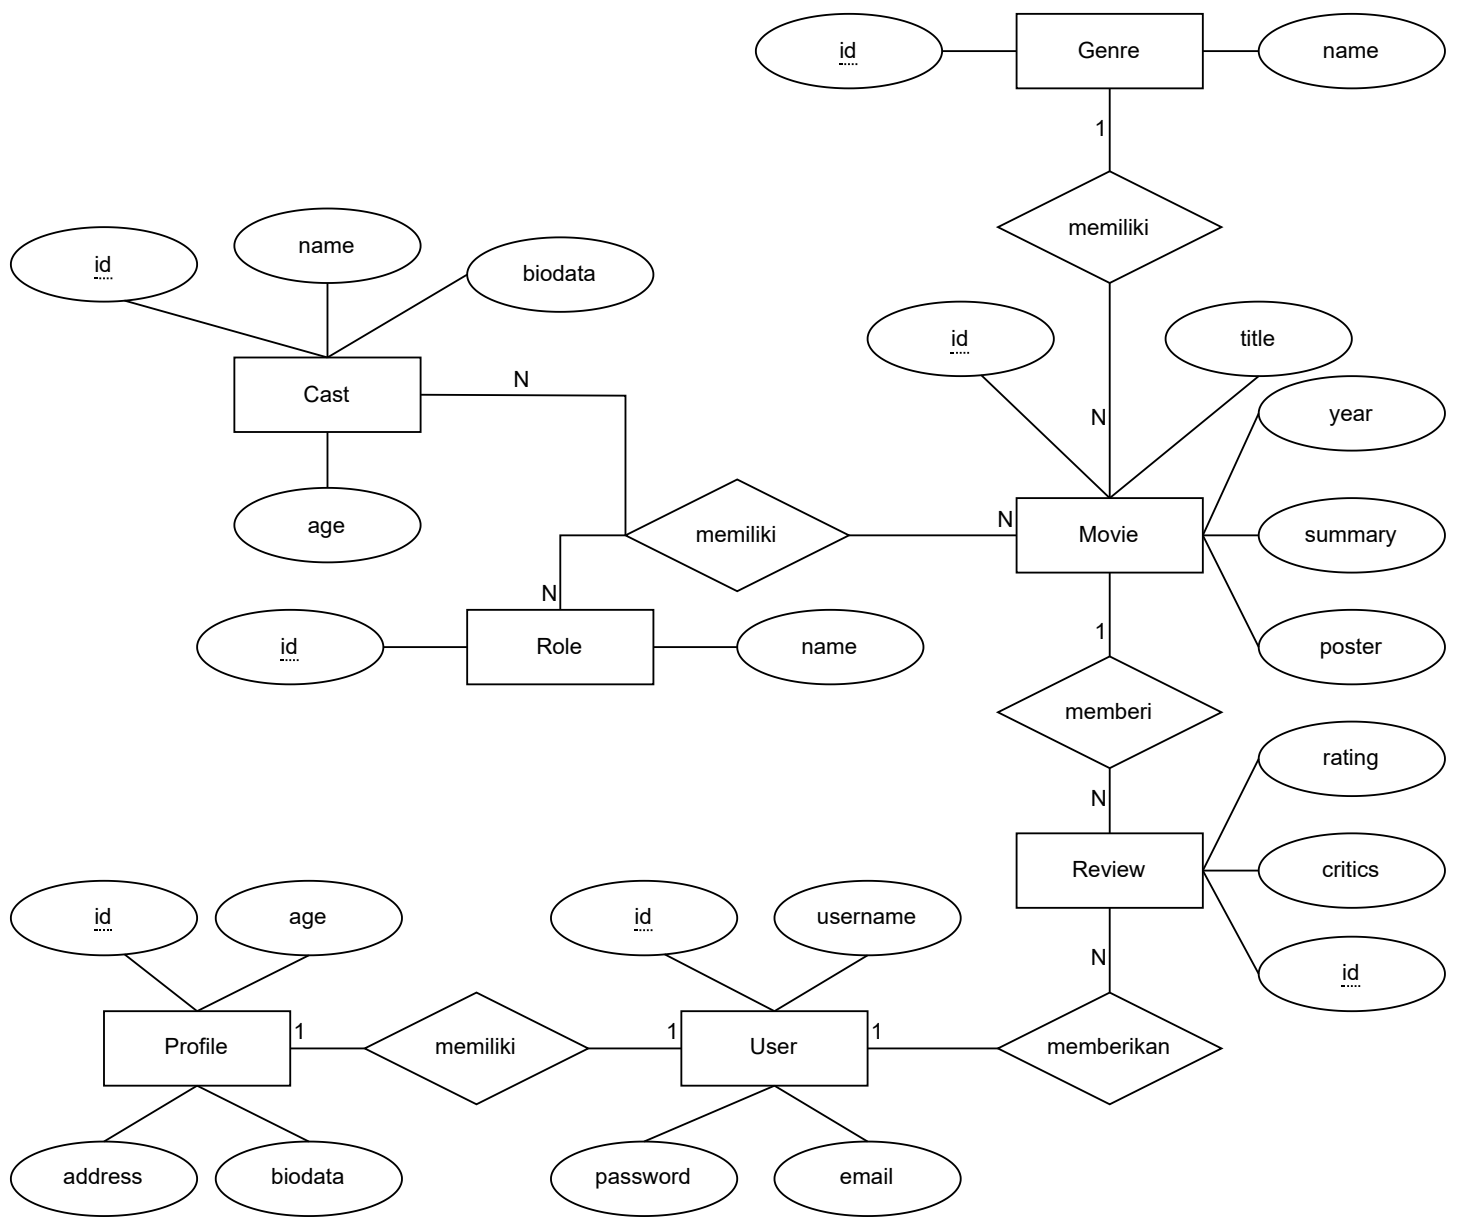 id
Genre
name
1
memiliki
id
name
biodata
id
title
N
Cast
N
year
age
memiliki
N
Movie
summary
N
id
Role
name
1
poster
memberi
rating
N
Review
critics
id
age
id
username
N
id
Profile
1
memiliki
1
User
1
memberikan
address
biodata
password
email